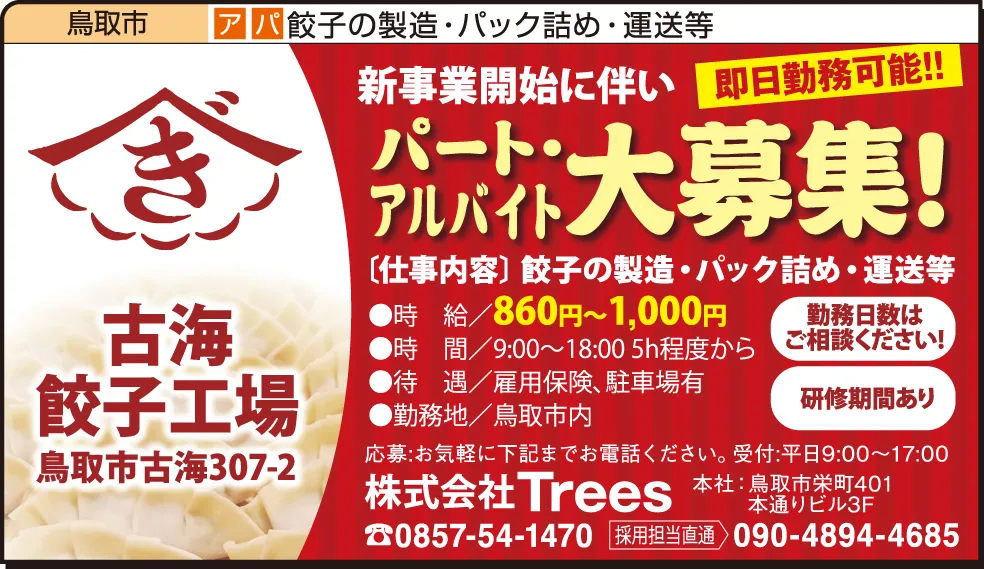 鳥取市 ア パ 餃子の製造・パック詰め・運送等
ぎ
古海
餃子工場
鳥取市古海307-2
新事業開始に伴い
即日勤務可能!!
パート・
アルバイト
大募集!
〔仕事内容〕餃子の製造・パック詰め・運送等
●時　給／860円〜1,000円
●時　間／9:00〜18:00 5h程度から
●待　遇／雇用保険、駐車場有
●勤務地／鳥取市内
勤務日数は
ご相談ください!
研修期間あり
応募:お気軽に下記までお電話ください。受付:平日9:00〜17:00
株式会社Trees
本社：鳥取市栄町401
本通りビル3F
☎0857-54-1470 採用担当直通 090-4894-4685